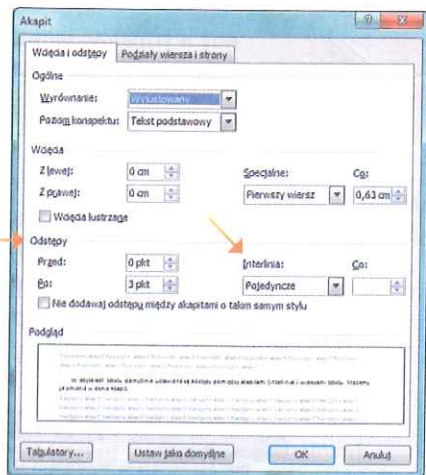 Akapit
Wcięcia i odstępy Podziały wiersza i strony
Ogólne
Wyrównanie: Wyjustowany
Poziom konspektu: Tekst podstawowy
Wcięcia
Z lewej: 0 cm Specjalne: Co:
Z prawej: 0 cm Pierwszy wiersz 0,63 cm
Wcięcia lustrzane
Odstępy
Przed: 0 pkt Interlinia: Co:
Po: 3 pkt Pojedyncze
Nie dodawaj odstępu między akapitami o takim samym stylu
Podgląd
Tabulatory... Ustaw jako domyślne OK Anuluj